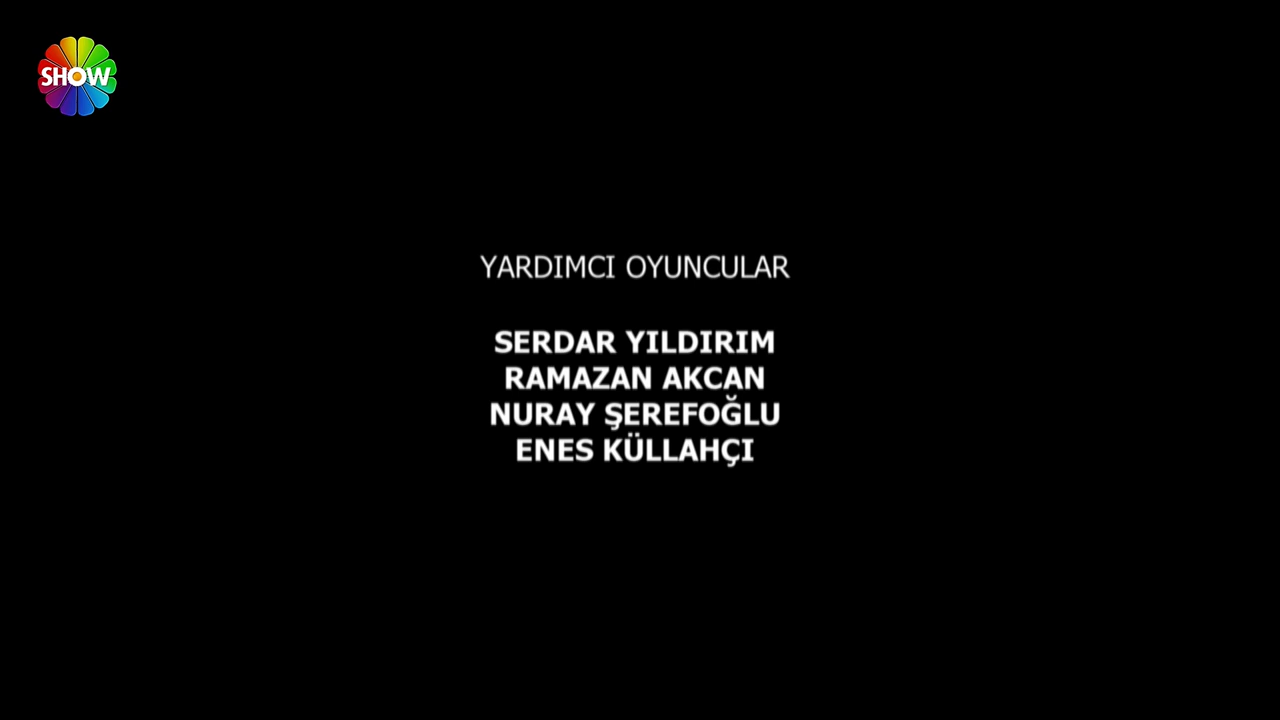 SHOW
YARDIMCI OYUNCULAR
SERDAR YILDIRIM
RAMAZAN AKCAN
NURAY ŞEREFOĞLU
ENES KÜLLAHÇI